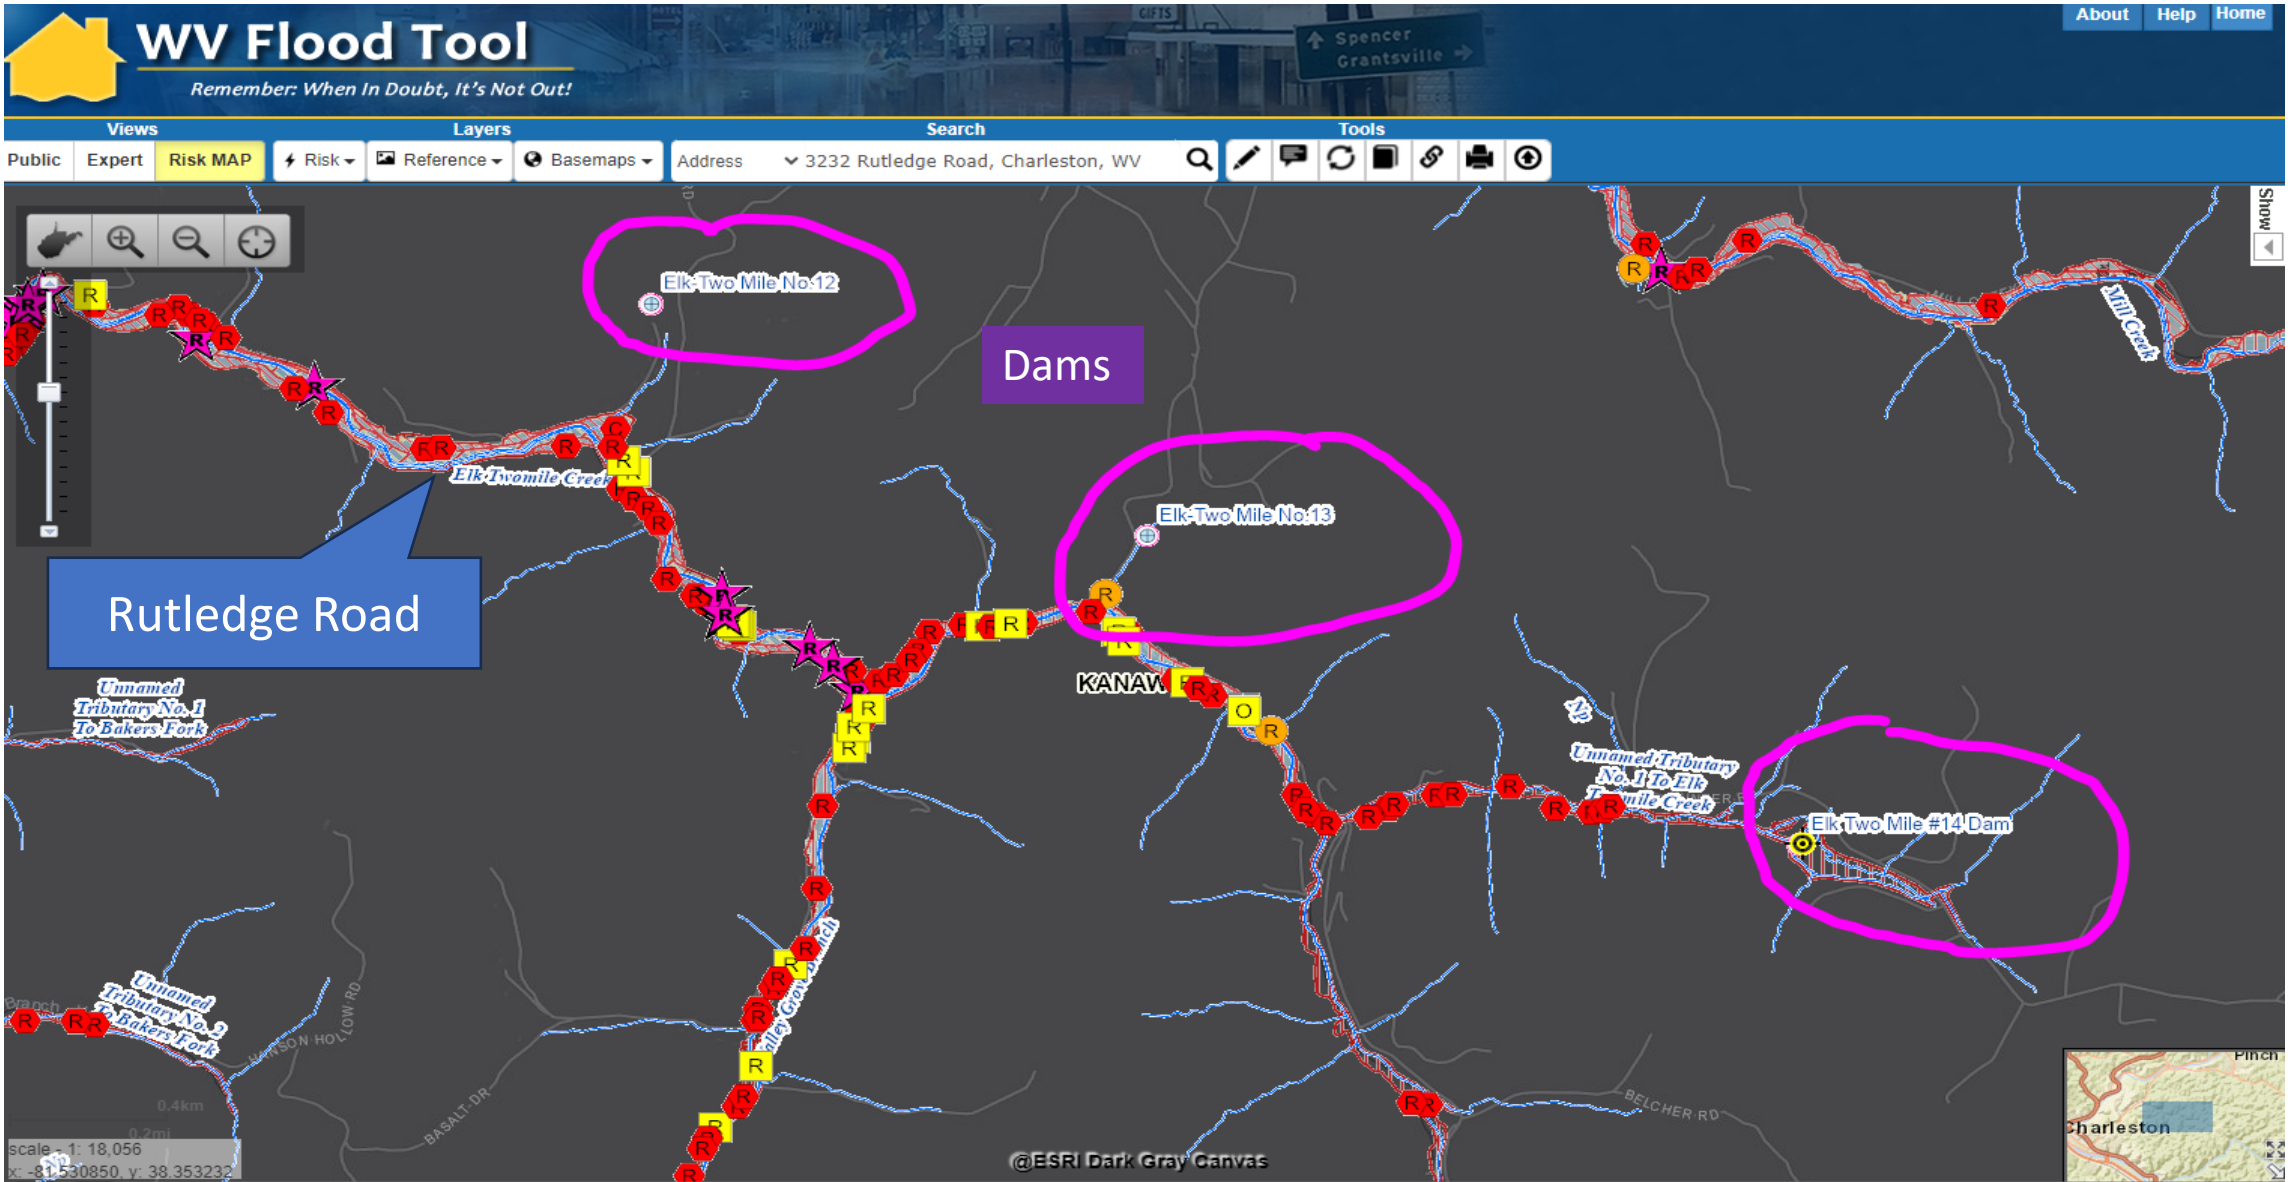 WV Flood Tool
Remember: When In Doubt, It's Not Out!
GIFTS
Spencer
Grantsville
About Help Home
Views Layers Search Tools
Public Expert Risk MAP Risk Reference Basemaps Address 3232 Rutledge Road, Charleston, WV
Show
RD
Elk-Two Mile No.12
Dams
Mill Creek
Elk-Twomile Creek
Elk-Two Mile No.13
Rutledge Road
KANAW
Unnamed
Tributary No. 1
To Bakers Fork
Unnamed Tributary
No. 1 To Elk
Elk Two Mile #14 Dam
Unnamed
Tributary No. 2
To Bakers Fork
Branch
HANSON HOLLOW RD
BASALT-DR
BELCHER RD
0.4km
0.2mi
scale - 1: 18,056
x: -81.530850, y: 38.353232
@ESRI Dark Gray Canvas
Pinch
Charleston
R
C
O